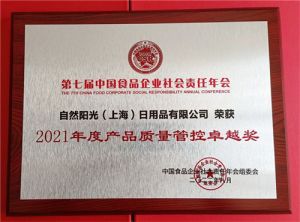 第七届中国食品企业社会责任年会
THE 7TH CHINA FOOD CORPORATE SOCIAL RESPONSIBILITY ANNUAL CONFERENCE
自然阳光（上海）日用品有限公司 荣获
2021年度产品质量管控卓越奖
中国食品企业社会责任年会组委会